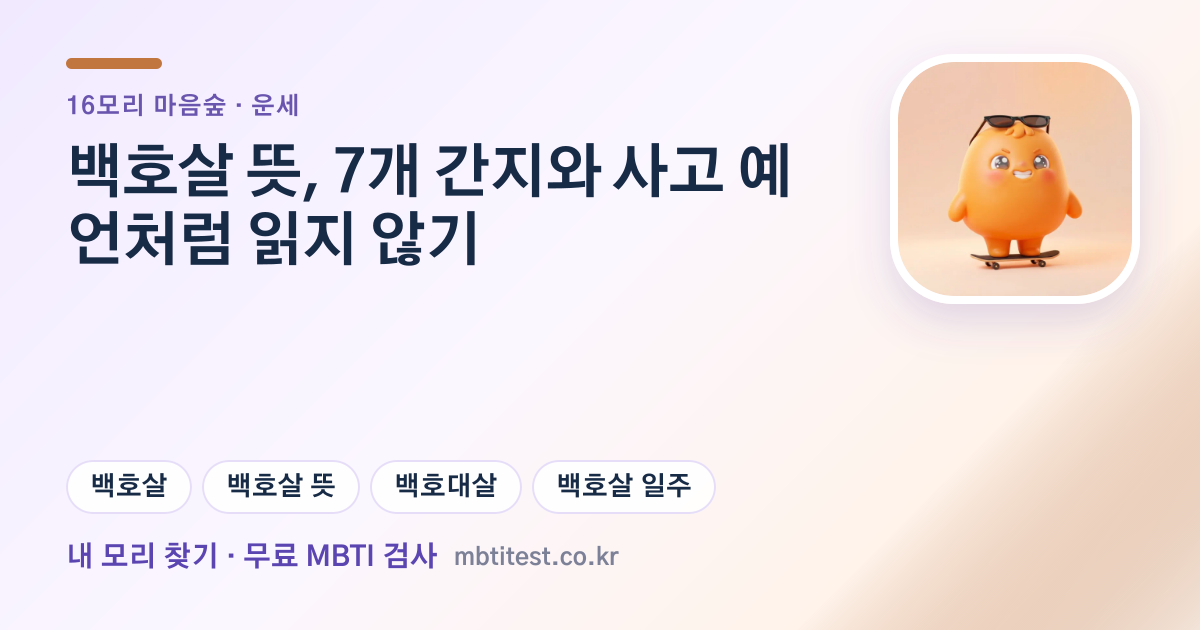 16모리 마음숲 · 운세
백호살 뜻, 7개 간지와 사고 예
언처럼 읽지 않기
백호살 백호살 뜻 백호대살 백호살 일주
내 모리 찾기 · 무료 MBTI 검사 mbtitest.co.kr